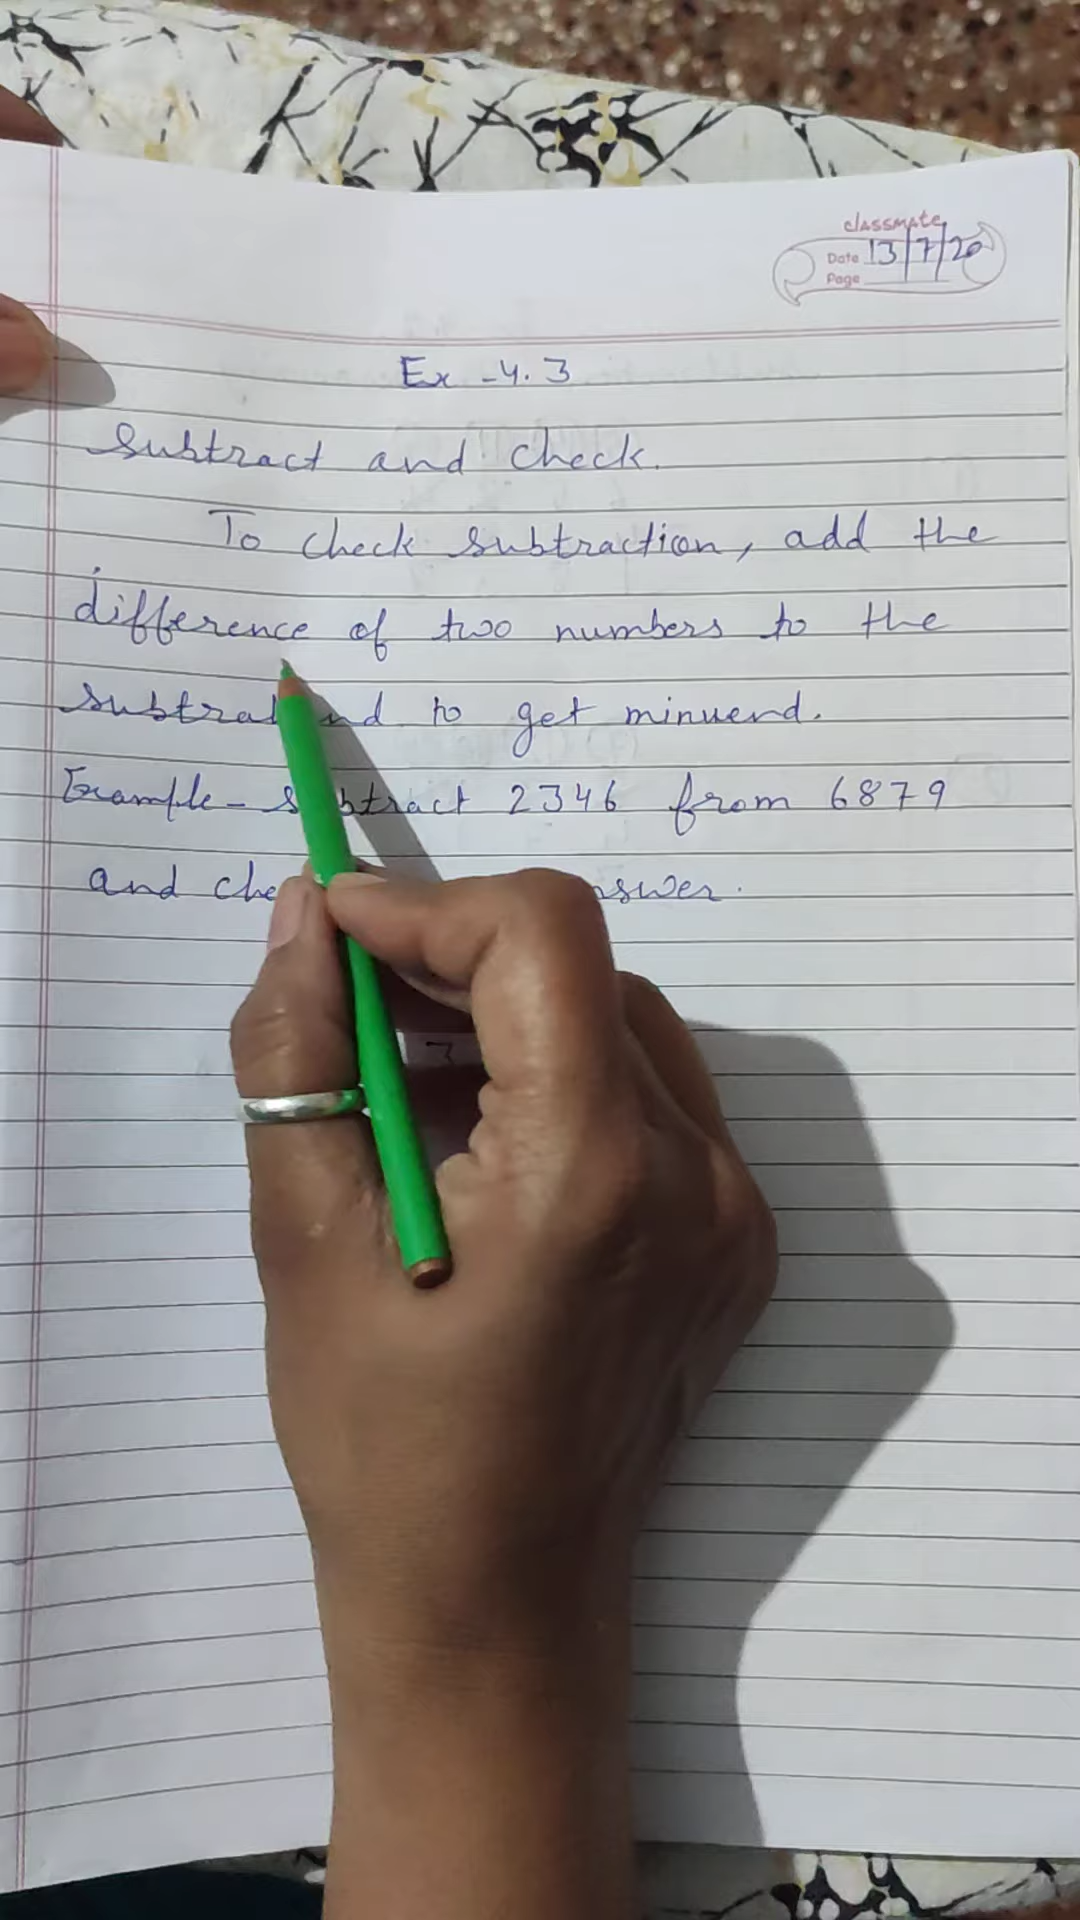 classmate
Date 13/7/20
Page
Ex - 4.3
Subtract and check.
To check subtraction, add the
difference of two numbers to the
to get minuend.
Example - 2346 from 6879
and